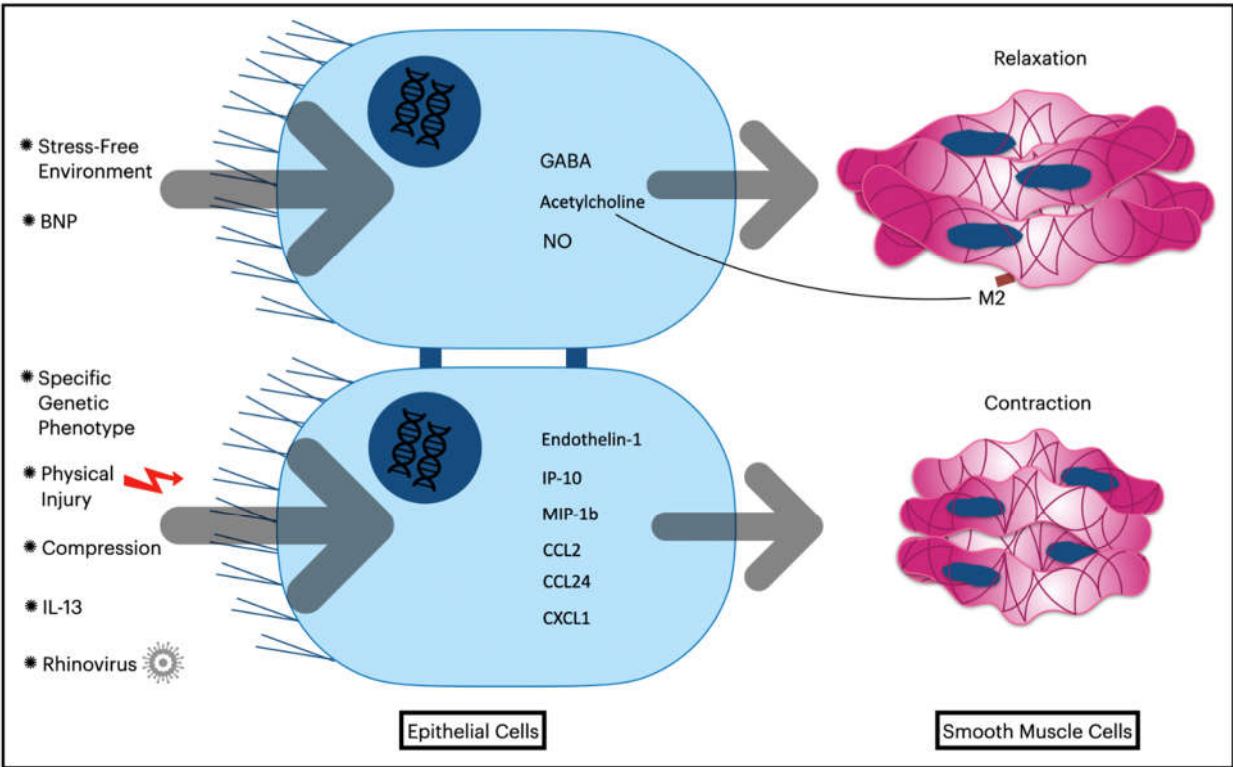 Relaxation
✹ Stress-Free
Environment
✹ BNP
GABA
Acetylcholine
NO
M2
✹ Specific
Genetic
Phenotype
✹ Physical
Injury
✹ Compression
✹ IL-13
✹ Rhinovirus
Endothelin-1
IP-10
MIP-1b
CCL2
CCL24
CXCL1
Contraction
Epithelial Cells
Smooth Muscle Cells